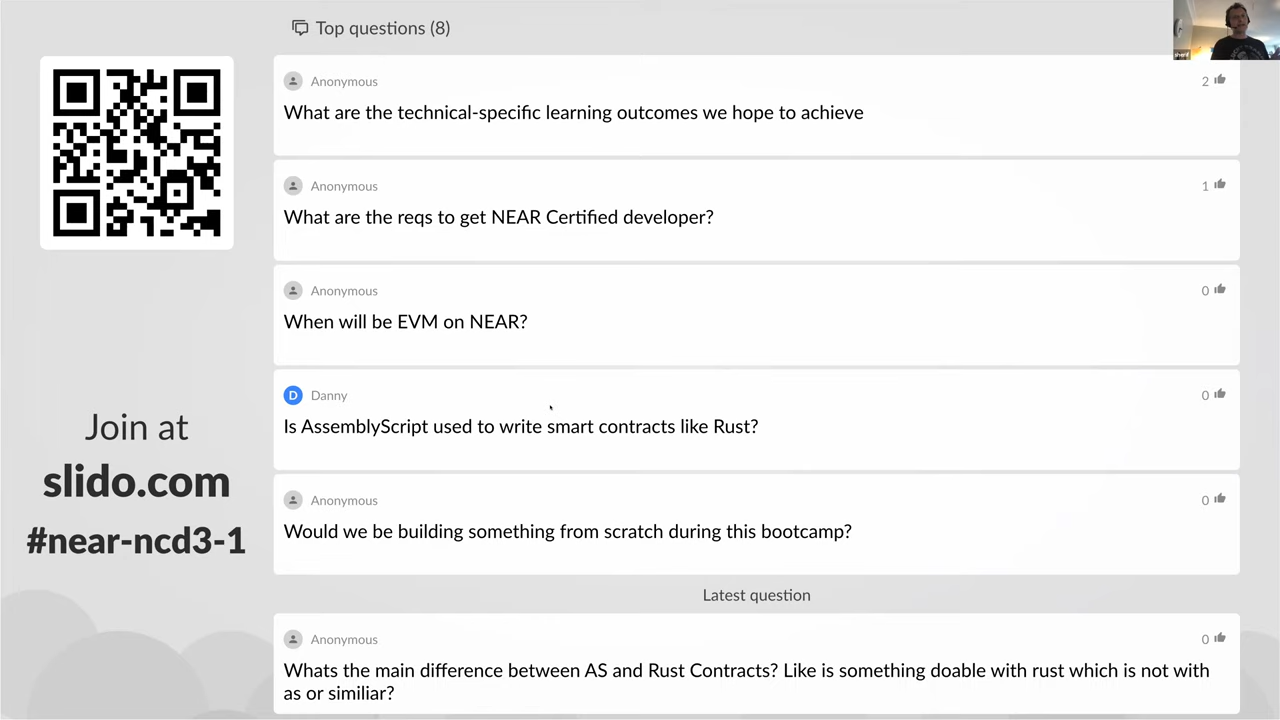 Top questions (8)
sherif
Anonymous
2
What are the technical-specific learning outcomes we hope to achieve
Anonymous
1
What are the reqs to get NEAR Certified developer?
Anonymous
0
When will be EVM on NEAR?
D Danny
0
Is AssemblyScript used to write smart contracts like Rust?
Anonymous
0
Would we be building something from scratch during this bootcamp?
Join at
slido.com
#near-ncd3-1
Latest question
Anonymous
0
Whats the main difference between AS and Rust Contracts? Like is something doable with rust which is not with
as or similiar?